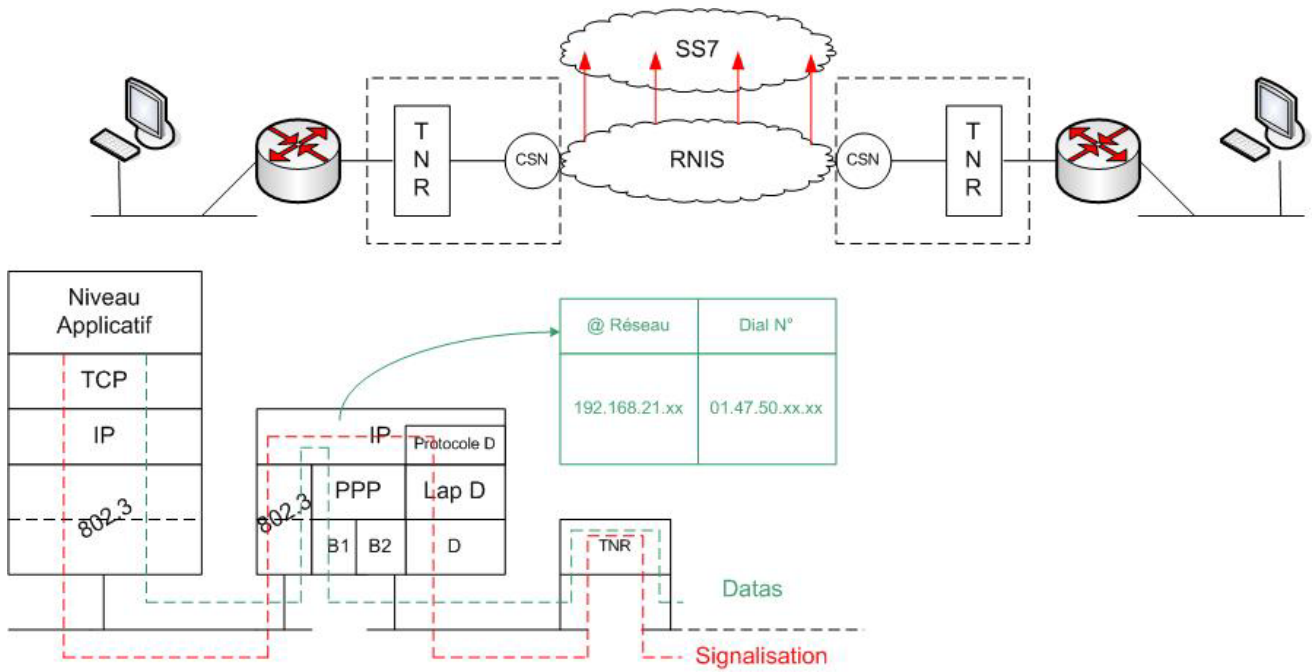 SS7
T
N
R
CSN
RNIS
CSN
T
N
R
Niveau
Applicatif
TCP
IP
802.3
IP
Protocole D
802.3
PPP
Lap D
B1
B2
D
@ Réseau
Dial N°
192.168.21.xx
01.47.50.xx.xx
TNR
Datas
Signalisation